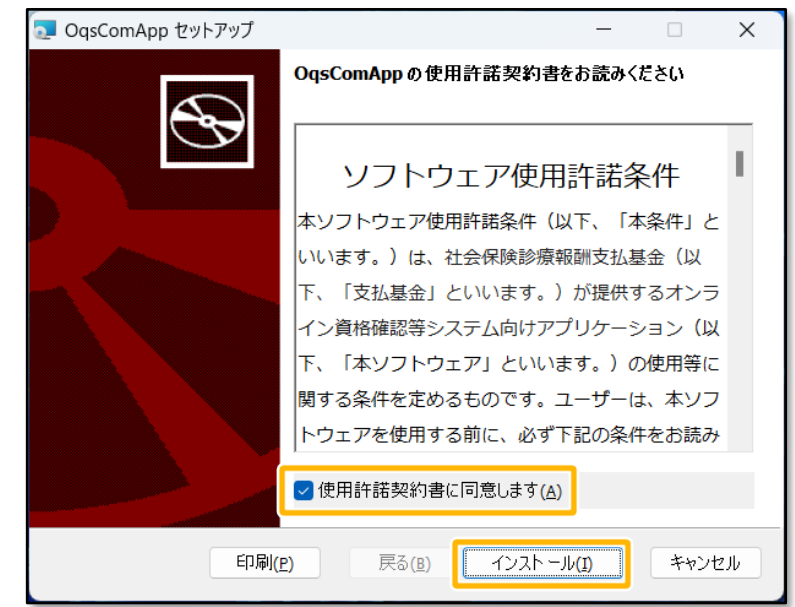 OqsComApp セットアップ
OqsComApp の使用許諾契約書をお読みください
ソフトウェア使用許諾条件
本ソフトウェア使用許諾条件（以下、「本条件」と
いいます。）は、社会保険診療報酬支払基金（以
下、「支払基金」といいます。）が提供するオンラ
イン資格確認等システム向けアプリケーション（以
下、「本ソフトウェア」といいます。）の使用等に
関する条件を定めるものです。ユーザーは、本ソフ
トウェアを使用する前に、必ず下記の条件をお読み
使用許諾契約書に同意します(A)
印刷(P) 戻る(B) インストール(I) キャンセル